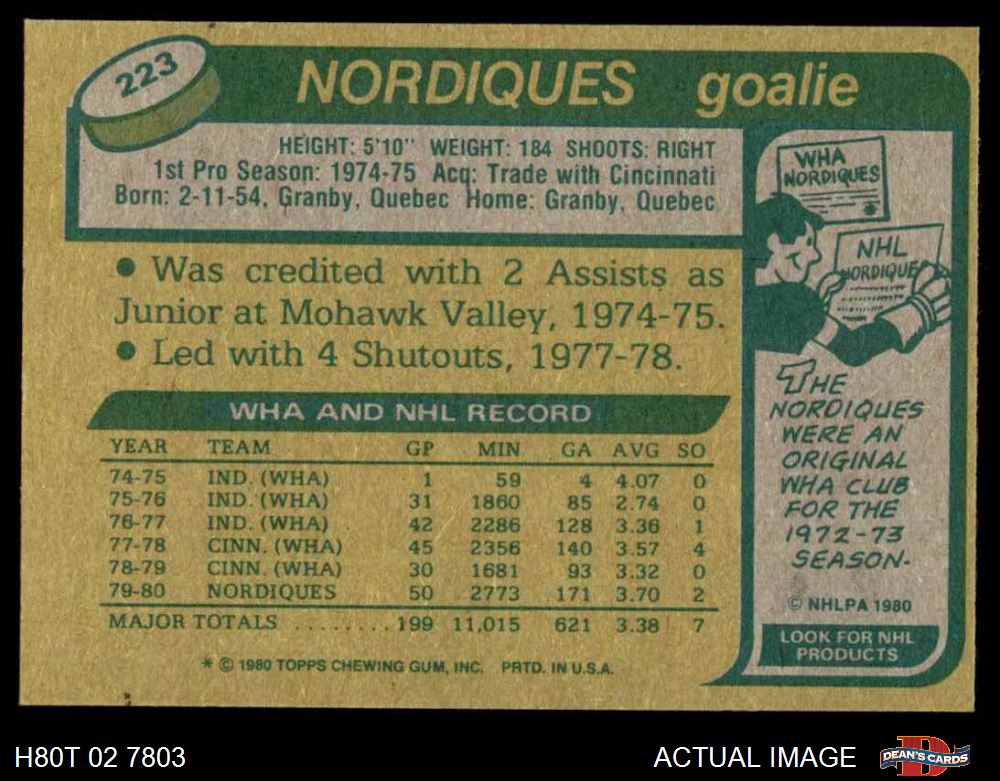 223
NORDIQUES goalie
HEIGHT: 5'10" WEIGHT: 184 SHOOTS: RIGHT
1st Pro Season: 1974-75 Acq: Trade with Cincinnati
Born: 2-11-54, Granby, Quebec Home: Granby, Quebec
• Was credited with 2 Assists as
Junior at Mohawk Valley, 1974-75.
• Led with 4 Shutouts, 1977-78.
WHA AND NHL RECORD
YEAR TEAM GP MIN GA AVG SO
74-75 IND. (WHA) 1 59 4 4.07 0
75-76 IND. (WHA) 31 1860 85 2.74 0
76-77 IND. (WHA) 42 2286 128 3.36 1
77-78 CINN. (WHA) 45 2356 140 3.57 4
78-79 CINN. (WHA) 30 1681 93 3.32 0
79-80 NORDIQUES 50 2773 171 3.70 2
MAJOR TOTALS ......... 199 11,015 621 3.38 7
* © 1980 TOPPS CHEWING GUM, INC. PRTD. IN U.S.A.
WHA
NORDIQUES
NHL
NORDIQUE
THE
NORDIQUES
WERE AN
ORIGINAL
WHA CLUB
FOR THE
1972-73
SEASON.
© NHLPA 1980
LOOK FOR NHL
PRODUCTS
H80T 02 7803
ACTUAL IMAGE
DEAN'S CARDS